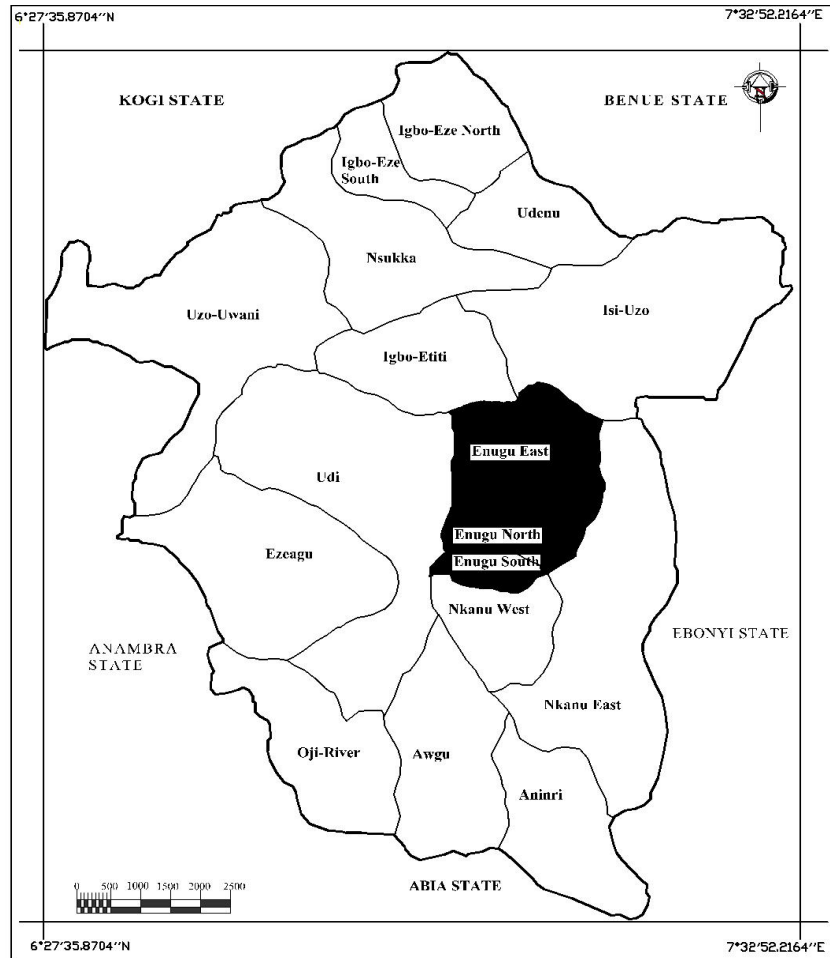 6°27'35.8704''N
7°32'52.2164''E
KOGI STATE
BENUE STATE
Igbo-Eze North
Igbo-Eze
South
Udenu
Nsukka
Uzo-Uwani
Isi-Uzo
Igbo-Etiti
Enugu East
Udi
Enugu North
Ezeagu
Enugu South
Nkanu West
ANAMBRA
STATE
EBONYI STATE
Nkanu East
Oji-River
Awgu
Aninri
0 500 1000 1500 2000 2500
ABIA STATE
6°27'35.8704''N
7°32'52.2164''E